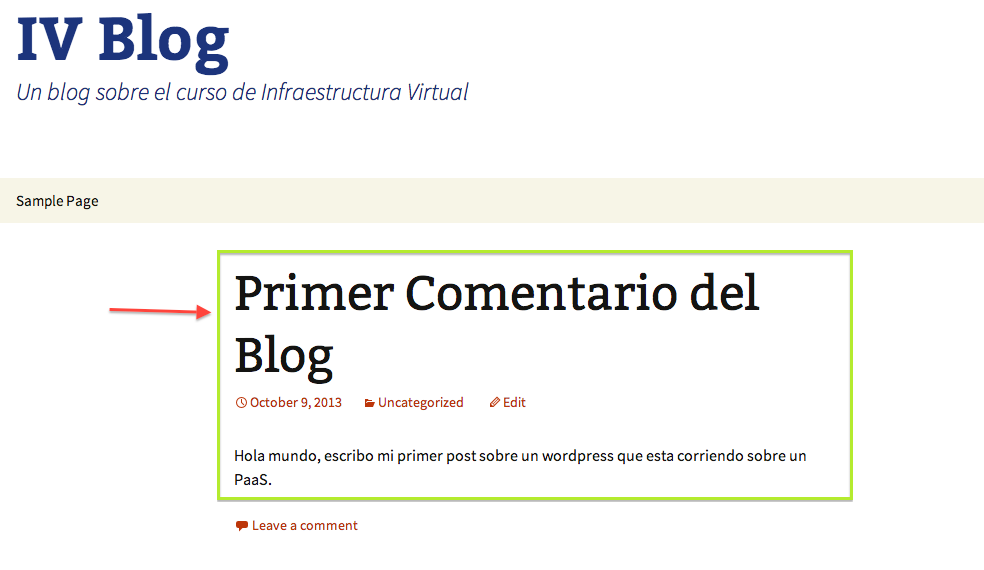 IV Blog
Un blog sobre el curso de Infraestructura Virtual
Sample Page
Primer Comentario del
Blog
October 9, 2013 Uncategorized Edit
Hola mundo, escribo mi primer post sobre un wordpress que esta corriendo sobre un
PaaS.
Leave a comment